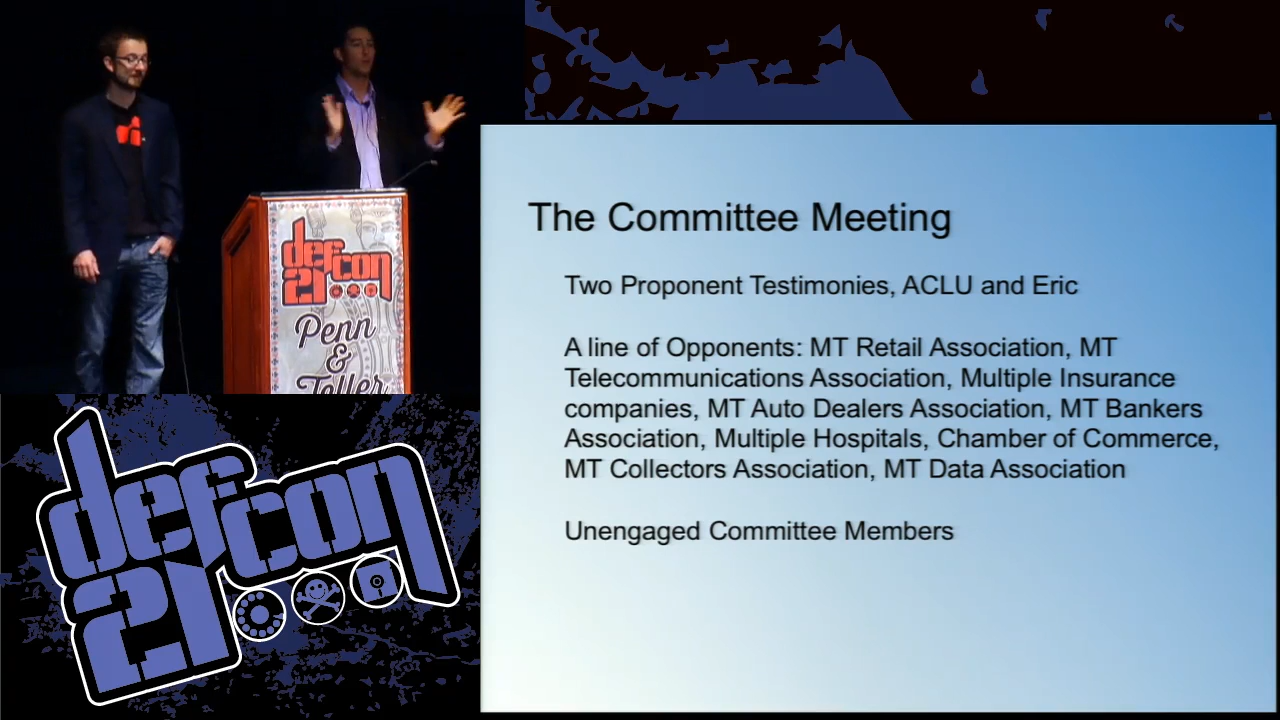 defcon
21
Penn
&
Teller
The Committee Meeting
Two Proponent Testimonies, ACLU and Eric
A line of Opponents: MT Retail Association, MT
Telecommunications Association, Multiple Insurance
companies, MT Auto Dealers Association, MT Bankers
Association, Multiple Hospitals, Chamber of Commerce,
MT Collectors Association, MT Data Association
Unengaged Committee Members
defcon
21